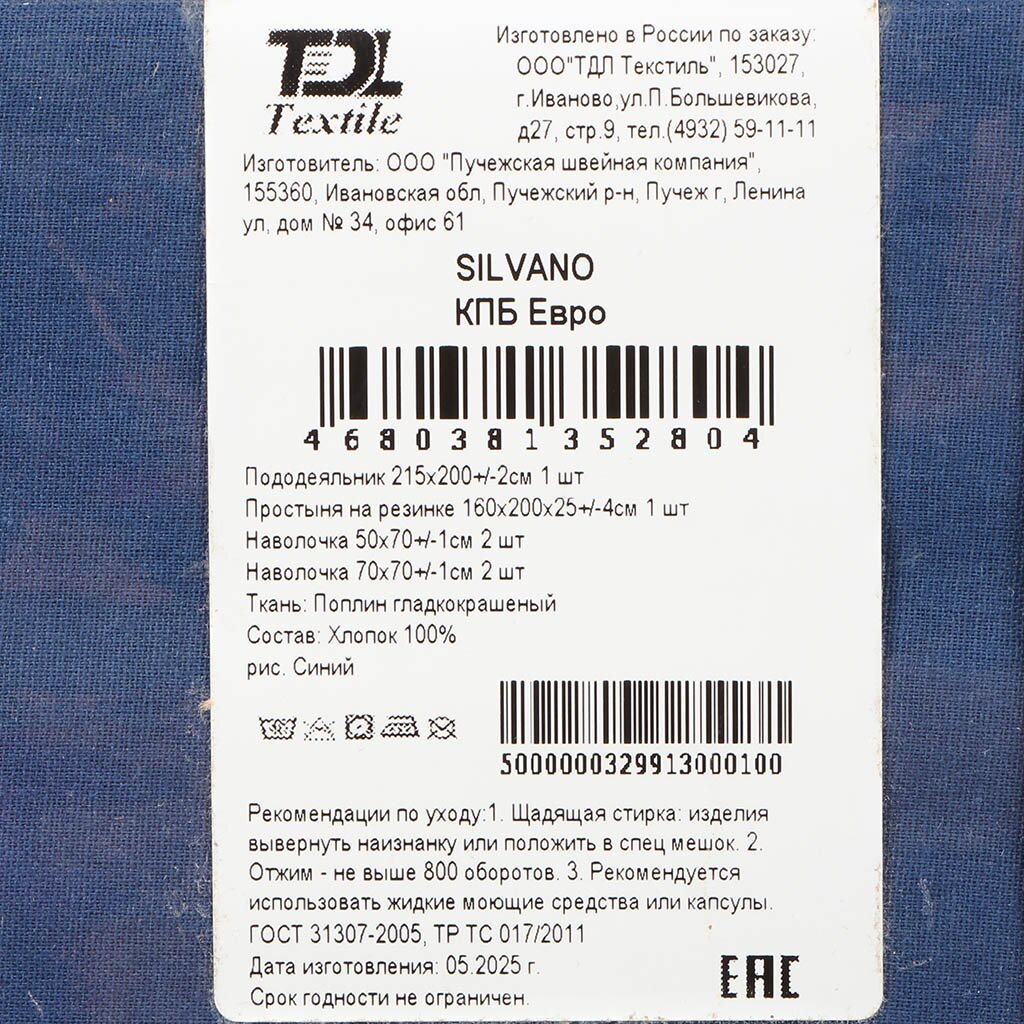 TDL
Textile
Изготовлено в России по заказу:
ООО"ТДЛ Текстиль", 153027,
г.Иваново,ул.П.Большевикова,
д27, стр.9, тел.(4932) 59-11-11
Изготовитель: ООО "Пучежская швейная компания",
155360, Ивановская обл, Пучежский р-н, Пучеж г, Ленина
ул, дом № 34, офис 61
SILVANO
КПБ Евро
4680381352804
Пододеяльник 215х200+/-2см 1 шт
Простыня на резинке 160х200х25+/-4см 1 шт
Наволочка 50х70+/-1см 2 шт
Наволочка 70х70+/-1см 2 шт
Ткань: Поплин гладкокрашеный
Состав: Хлопок 100%
рис. Синий
5000000329913000100
Рекомендации по уходу:1. Щадящая стирка: изделия
вывернуть наизнанку или положить в спец мешок. 2.
Отжим - не выше 800 оборотов. 3. Рекомендуется
использовать жидкие моющие средства или капсулы.
ГОСТ 31307-2005, ТР ТС 017/2011
Дата изготовления: 05.2025 г.
Срок годности не ограничен.
EAC